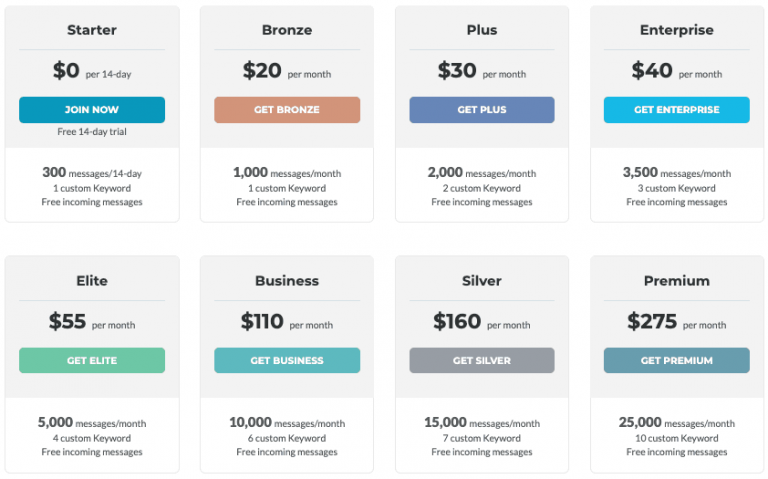 Starter
$0 per 14-day
JOIN NOW
Free 14-day trial
300 messages/14-day
1 custom Keyword
Free incoming messages
Bronze
$20 per month
GET BRONZE
1,000 messages/month
1 custom Keyword
Free incoming messages
Plus
$30 per month
GET PLUS
2,000 messages/month
2 custom Keyword
Free incoming messages
Enterprise
$40 per month
GET ENTERPRISE
3,500 messages/month
3 custom Keyword
Free incoming messages
Elite
$55 per month
GET ELITE
5,000 messages/month
4 custom Keyword
Free incoming messages
Business
$110 per month
GET BUSINESS
10,000 messages/month
6 custom Keyword
Free incoming messages
Silver
$160 per month
GET SILVER
15,000 messages/month
7 custom Keyword
Free incoming messages
Premium
$275 per month
GET PREMIUM
25,000 messages/month
10 custom Keyword
Free incoming messages